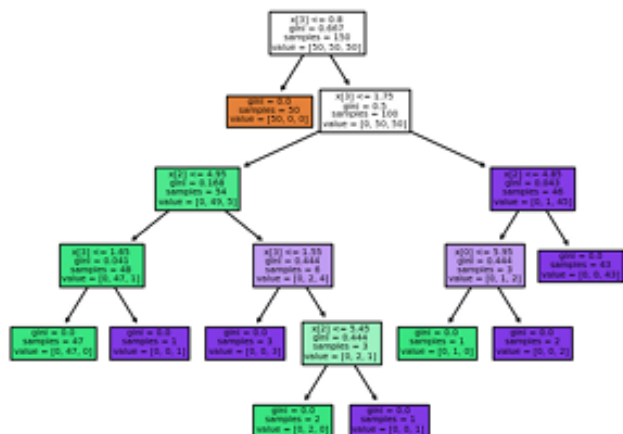 x[3] <= 0.8
gini = 0.667
samples = 150
value = [50, 50, 50]
gini = 0.0
samples = 50
value = [50, 0, 0]
x[3] <= 1.75
gini = 0.5
samples = 100
value = [0, 50, 50]
x[2] <= 4.95
gini = 0.168
samples = 54
value = [0, 49, 5]
x[2] <= 4.85
gini = 0.043
samples = 46
value = [0, 1, 45]
x[3] <= 1.65
gini = 0.041
samples = 48
value = [0, 47, 1]
x[3] <= 1.55
gini = 0.444
samples = 6
value = [0, 2, 4]
x[0] <= 5.95
gini = 0.444
samples = 3
value = [0, 1, 2]
gini = 0.0
samples = 43
value = [0, 0, 43]
gini = 0.0
samples = 47
value = [0, 47, 0]
gini = 0.0
samples = 1
value = [0, 0, 1]
gini = 0.0
samples = 3
value = [0, 0, 3]
x[2] <= 5.45
gini = 0.444
samples = 3
value = [0, 2, 1]
gini = 0.0
samples = 1
value = [0, 1, 0]
gini = 0.0
samples = 2
value = [0, 0, 2]
gini = 0.0
samples = 2
value = [0, 2, 0]
gini = 0.0
samples = 1
value = [0, 0, 1]